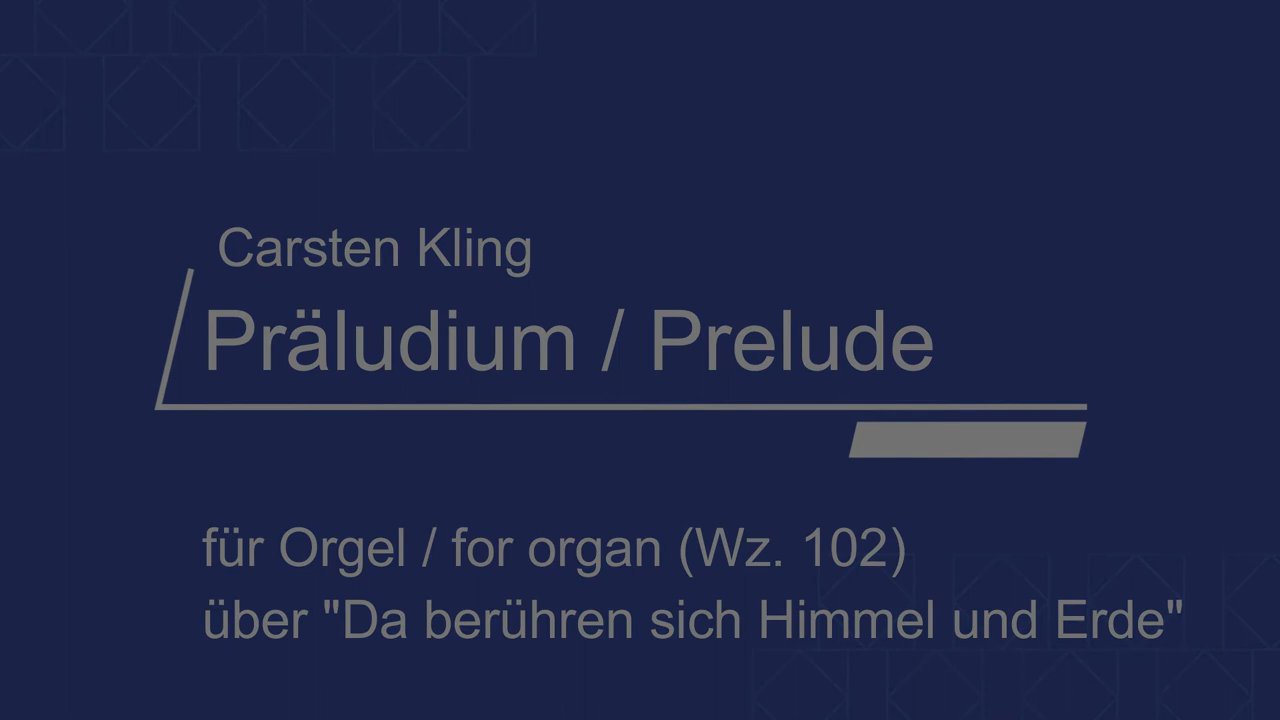 Carsten Kling
Präludium / Prelude
für Orgel / for organ (Wz. 102)
über "Da berühren sich Himmel und Erde"